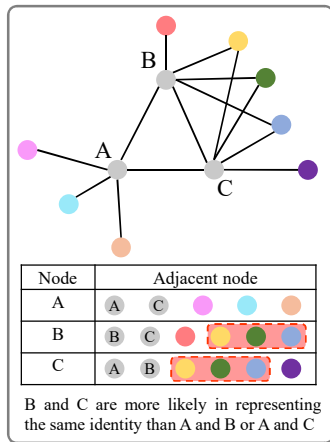 B
A
C
Node Adjacent node
A A C
B B C
C A B
B and C are more likely in representing
the same identity than A and B or A and C